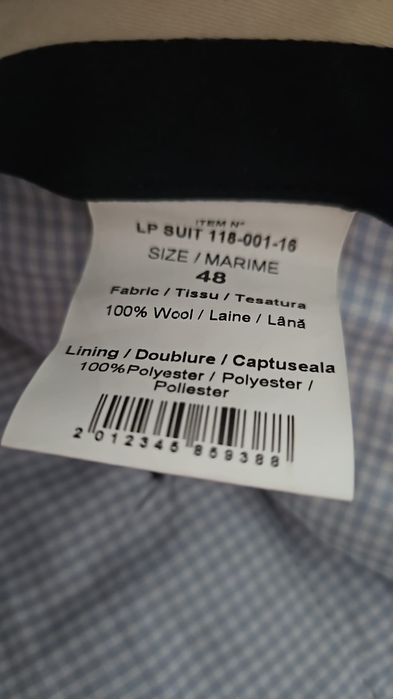 ITEM N°
LP SUIT 118-001-16
SIZE / MARIME
48
Fabric / Tissu / Tesatura
100% Wool / Laine / Lână
Lining / Doublure / Captuseala
100%Polyester / Polyester /
Poliester
2 012345 869388